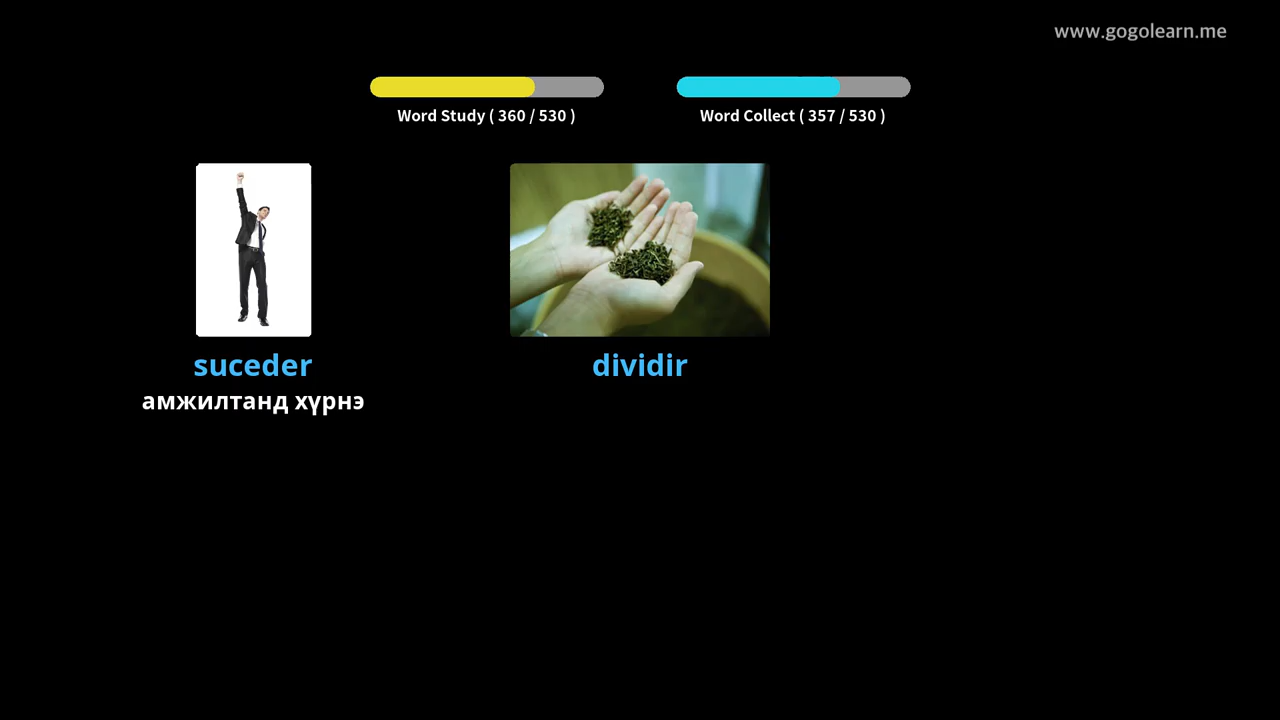 www.gogolearn.me
Word Study ( 360 / 530 )
Word Collect ( 357 / 530 )
suceder
амжилтанд хүрнэ
dividir